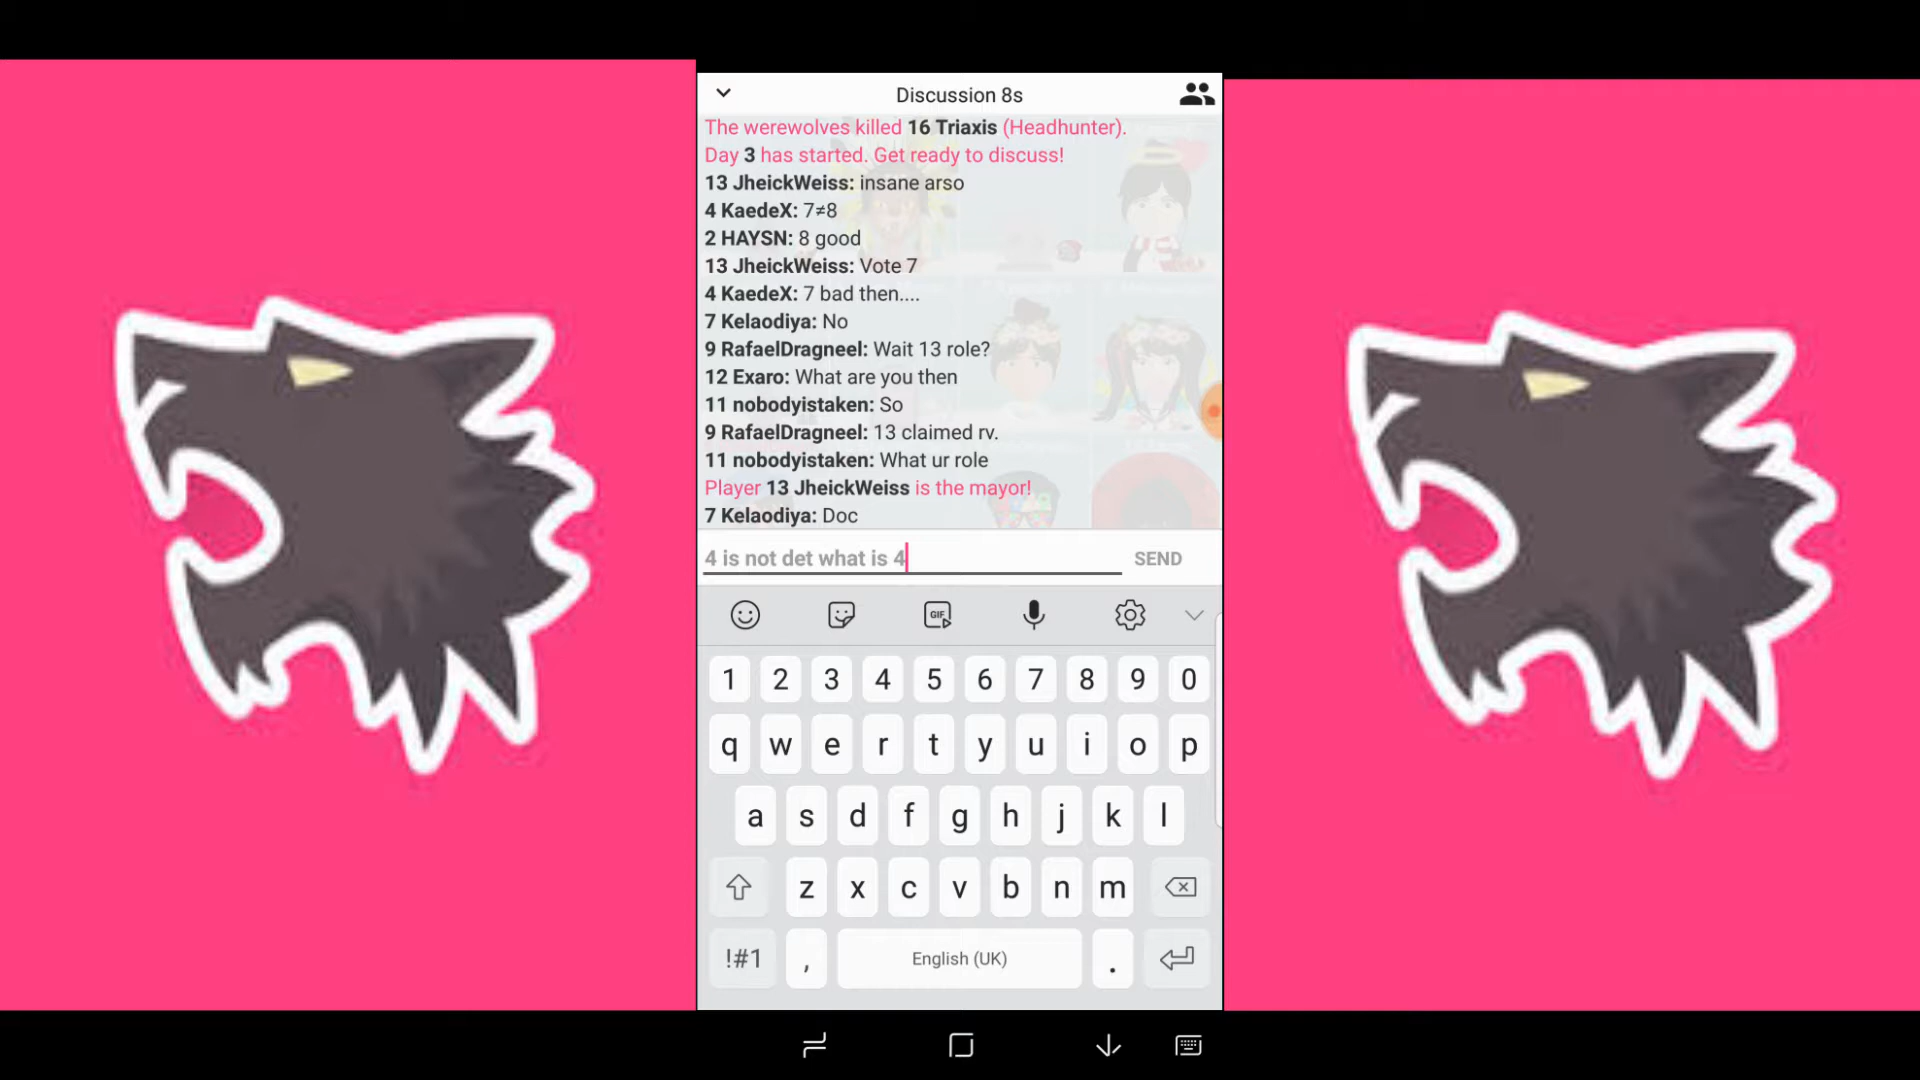 Discussion 8s
The werewolves killed 16 Triaxis (Headhunter).
Day 3 has started. Get ready to discuss!
13 JheickWeiss: insane arso
4 KaedeX: 7≠8
2 HAYSN: 8 good
13 JheickWeiss: Vote 7
4 KaedeX: 7 bad then....
7 Kelaodiya: No
9 RafaelDragneel: Wait 13 role?
12 Exaro: What are you then
11 nobodyistaken: So
9 RafaelDragneel: 13 claimed rv.
11 nobodyistaken: What ur role
Player 13 JheickWeiss is the mayor!
7 Kelaodiya: Doc
4 is not det what is 4 SEND
GIF
1 2 3 4 5 6 7 8 9 0
q w e r t y u i o p
a s d f g h j k l
z x c v b n m
!#1 , English (UK) .